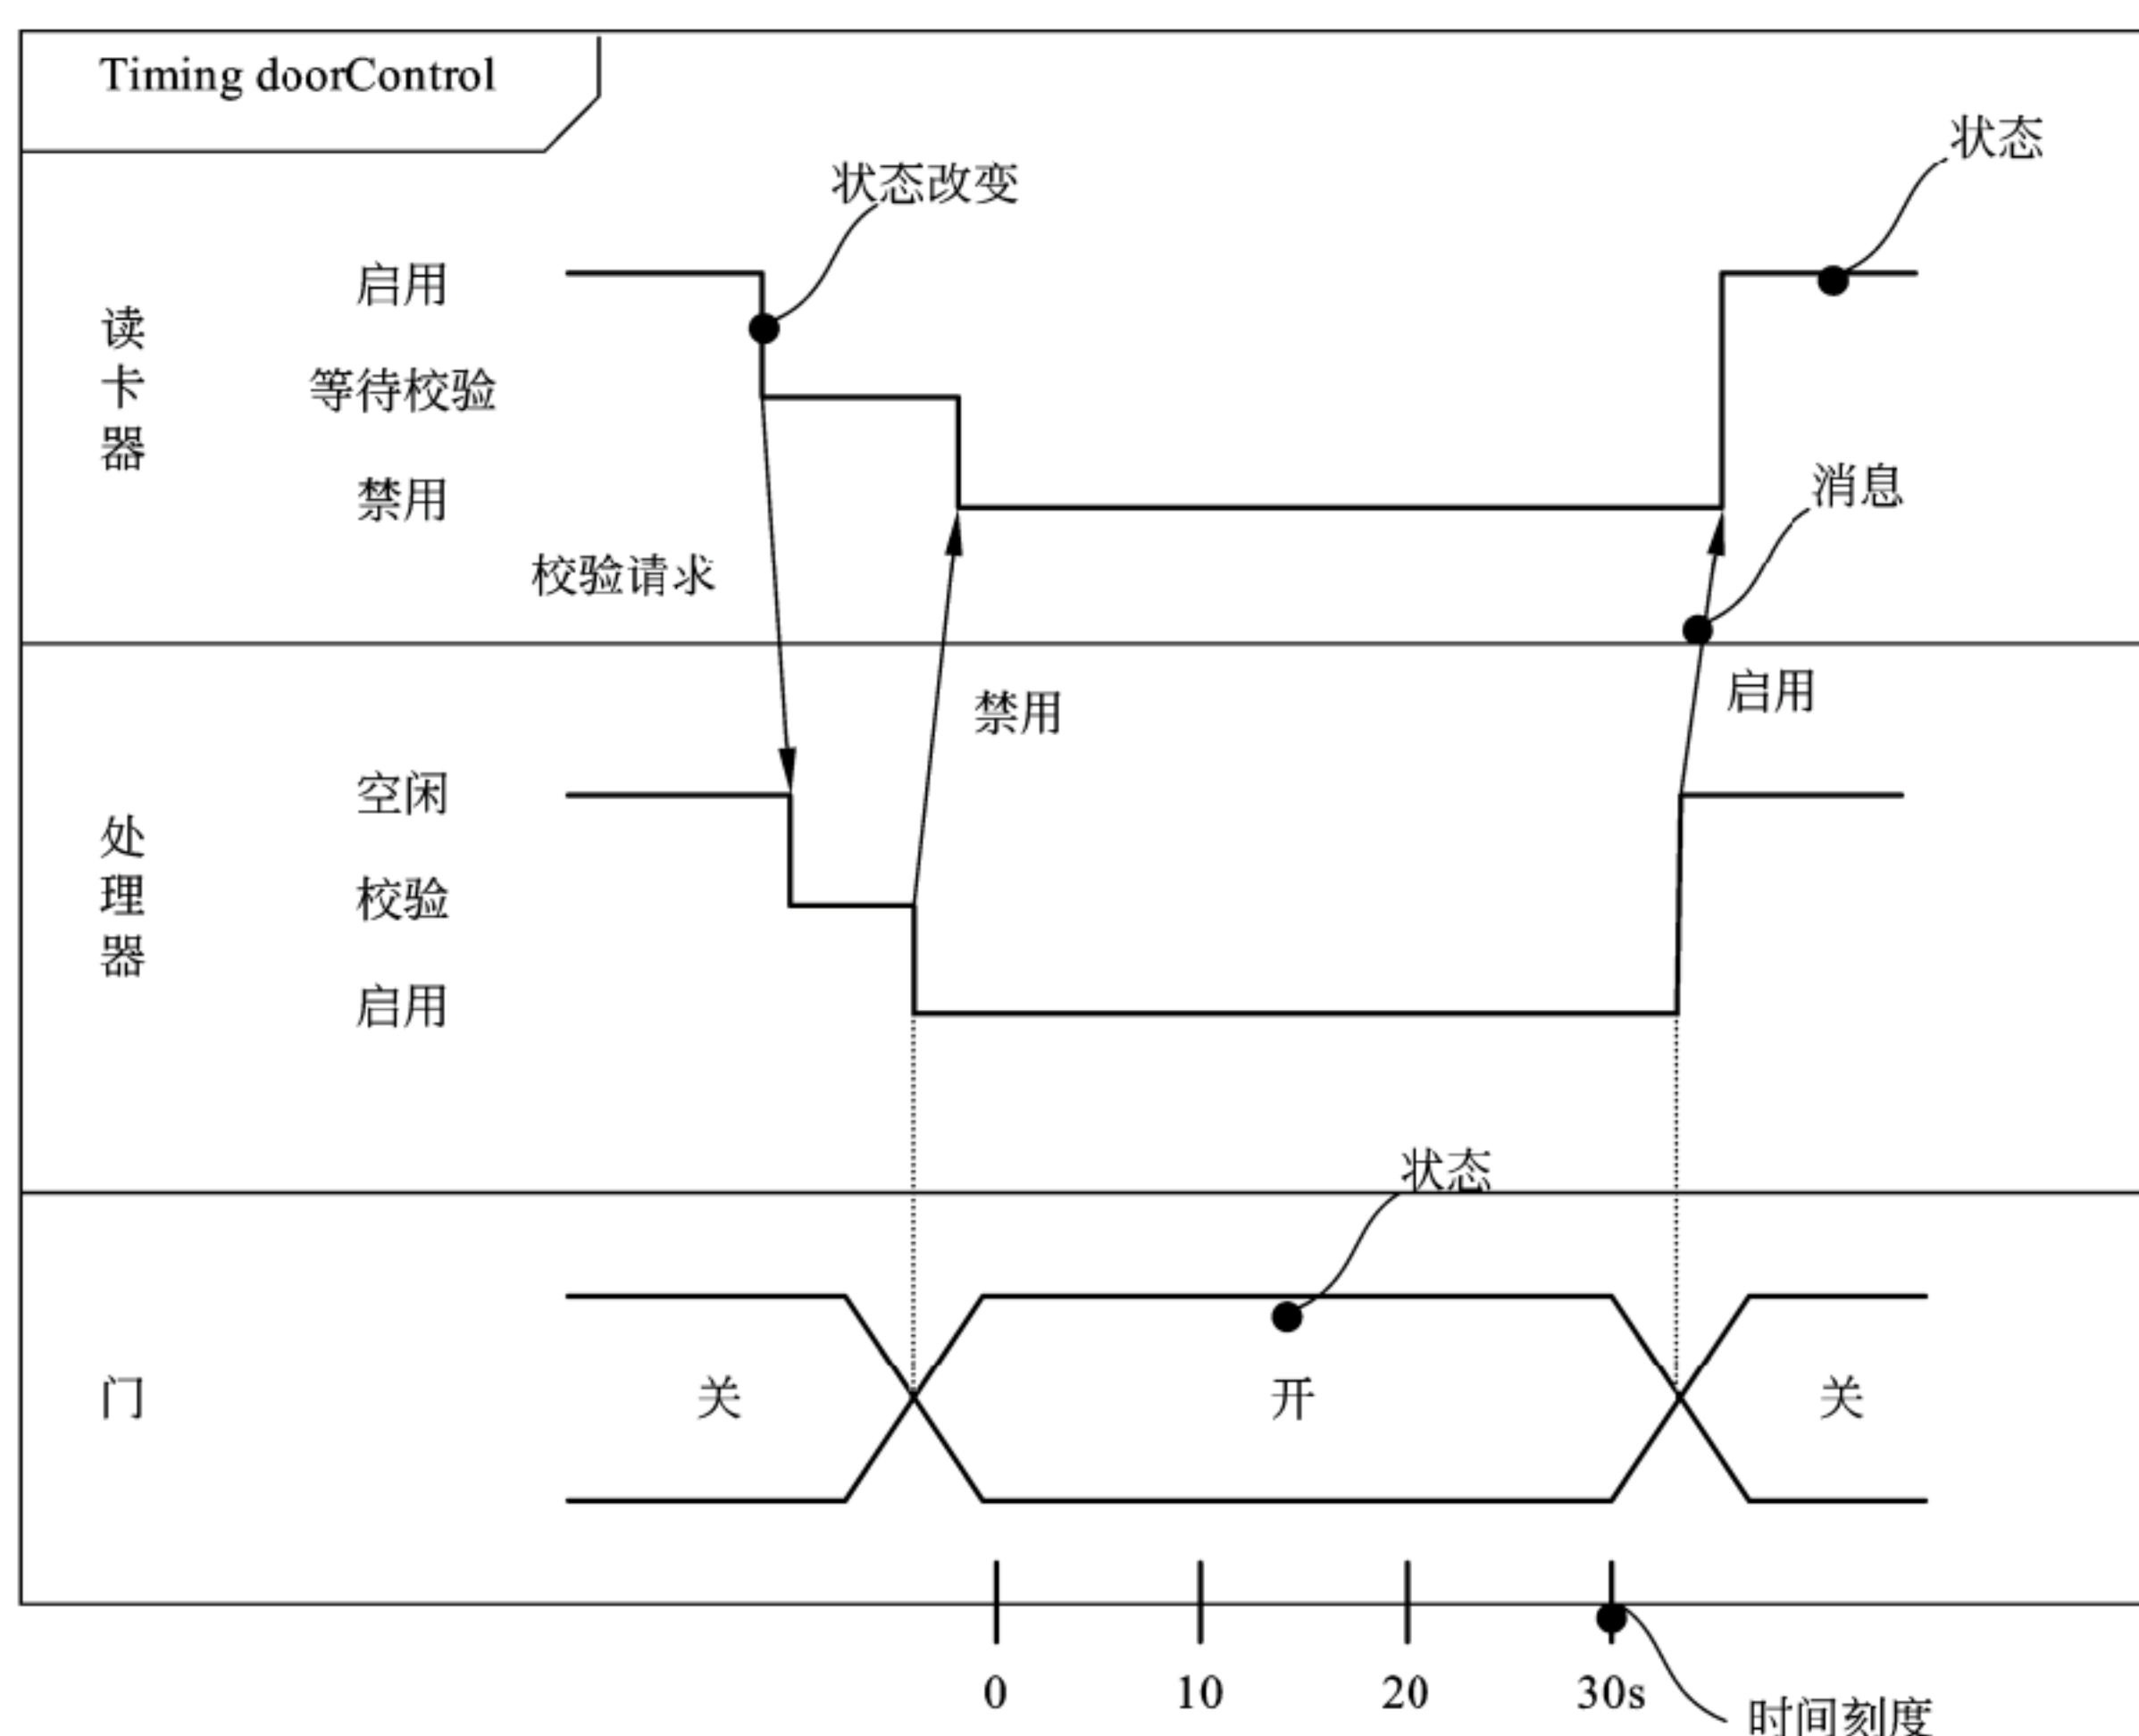 Timing doorControl
状态
状态改变
读卡器
启用
等待校验
禁用
消息
校验请求
禁用
启用
处理器
空闲
校验
启用
状态
门
关
开
关
0
10
20
30s
时间刻度